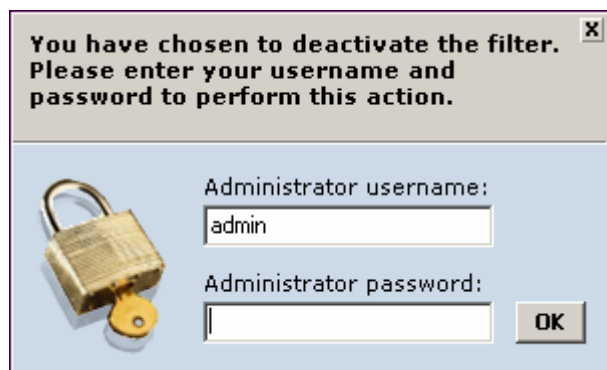 You have chosen to deactivate the filter.
Please enter your username and
password to perform this action.
X
Administrator username:
admin
Administrator password:
OK